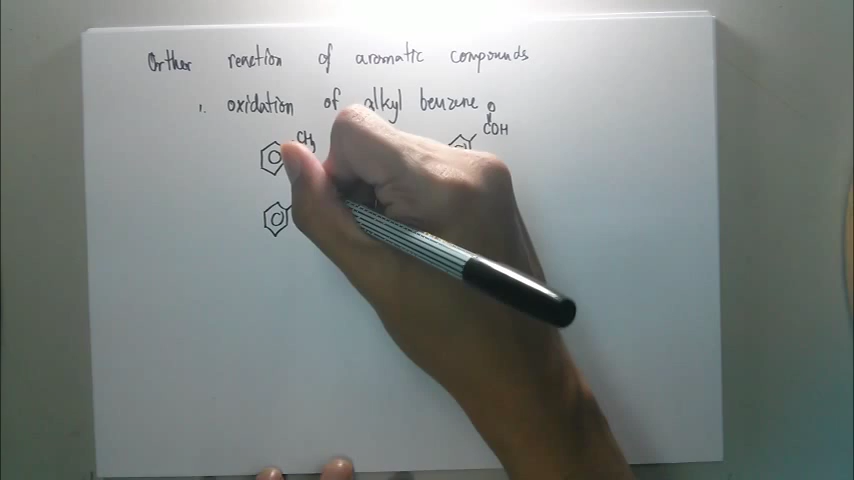 Orther reaction of aromatic compounds
1. oxidation of alkyl benzene
O
CH3 COH